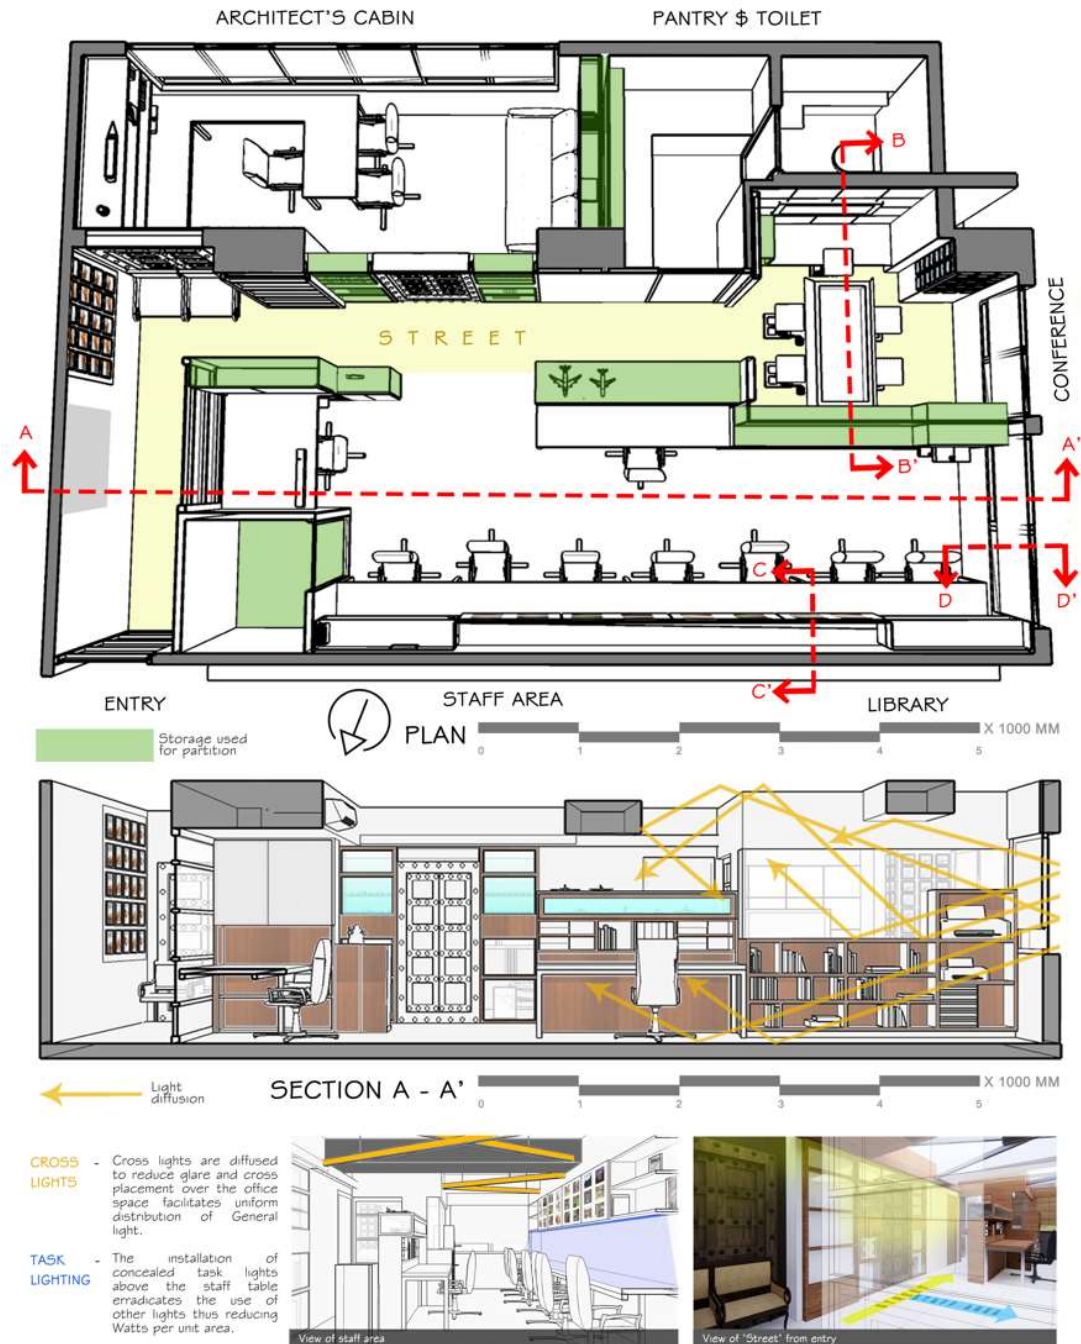 ARCHITECT'S CABIN
PANTRY $ TOILET
B
STREET
CONFERENCE
A
A'
B'
C
D
D'
C'
ENTRY
STAFF AREA
LIBRARY
Storage used
for partition
PLAN
X 1000 MM
0 1 2 3 4 5
Light
diffusion
SECTION A - A'
X 1000 MM
0 1 2 3 4 5
CROSS LIGHTS - Cross lights are diffused
to reduce glare and cross
placement over the office
space facilitates uniform
distribution of General
light.
TASK LIGHTING - The installation of
concealed task lights
above the staff table
erradicates the use of
other lights thus reducing
Watts per unit area.
View of staff area
View of "Street" from entry